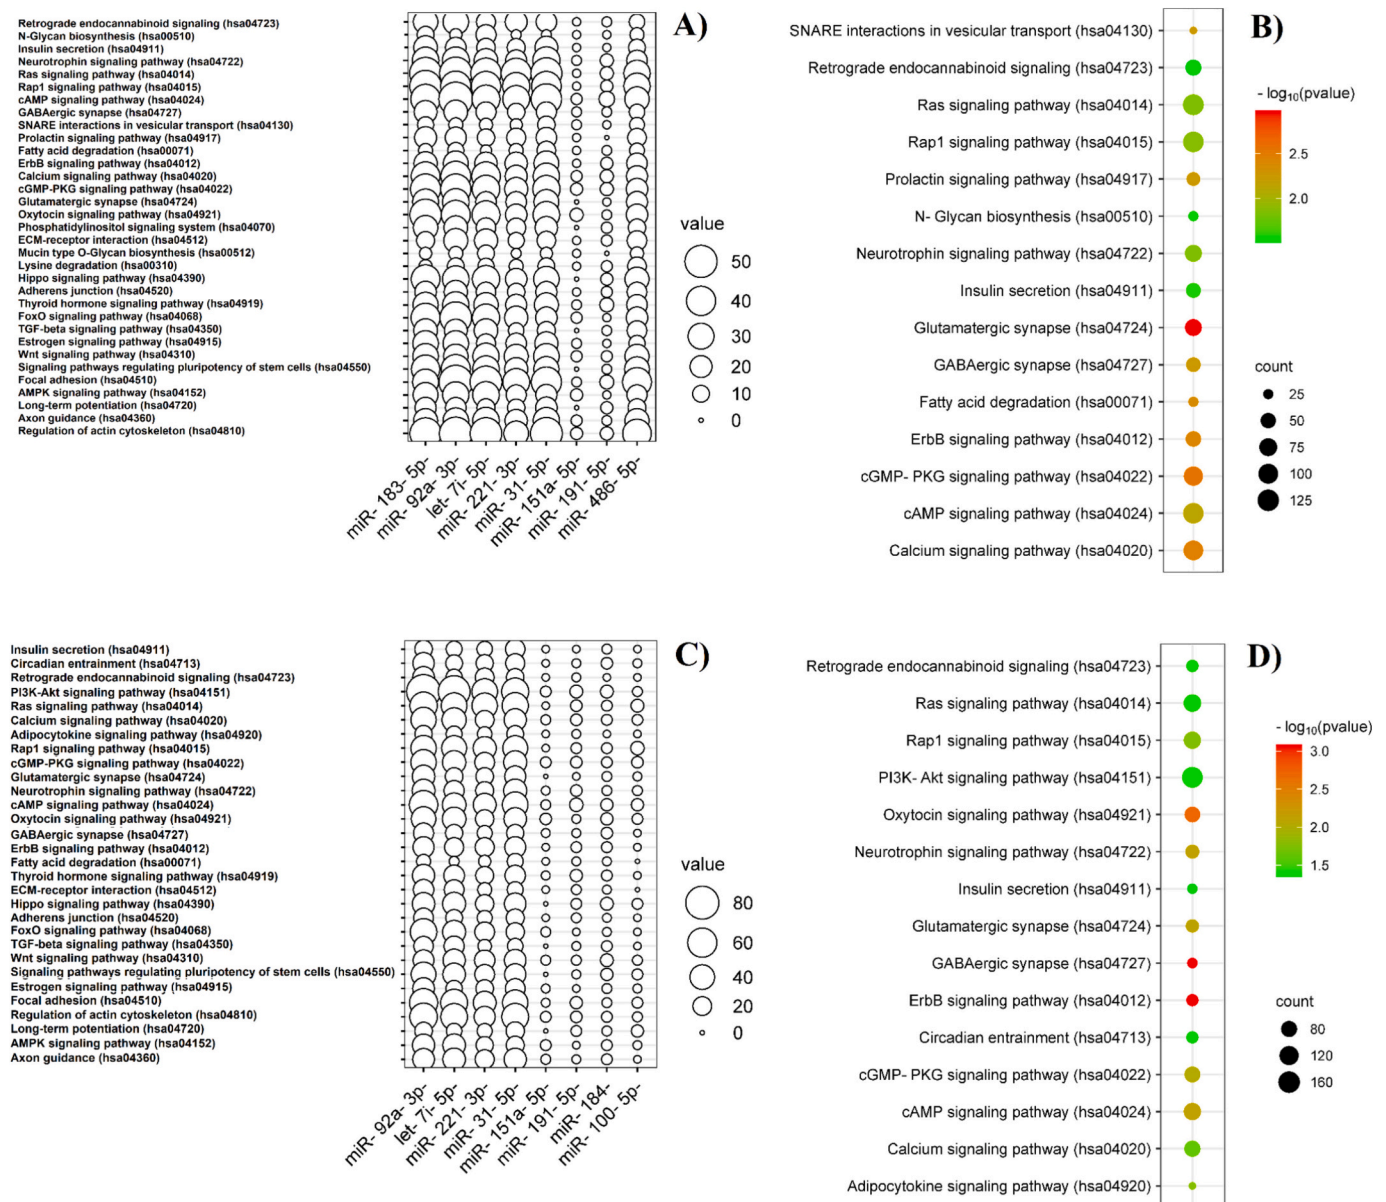 Retrograde endocannabinoid signaling (hsa04723)
N-Glycan biosynthesis (hsa00510)
Insulin secretion (hsa04911)
Neurotrophin signaling pathway (hsa04722)
Ras signaling pathway (hsa04014)
Rap1 signaling pathway (hsa04015)
cAMP signaling pathway (hsa04024)
GABAergic synapse (hsa04727)
SNARE interactions in vesicular transport (hsa04130)
Prolactin signaling pathway (hsa04917)
Fatty acid degradation (hsa00071)
ErbB signaling pathway (hsa04012)
Calcium signaling pathway (hsa04020)
cGMP-PKG signaling pathway (hsa04022)
Glutamatergic synapse (hsa04724)
Oxytocin signaling pathway (hsa04921)
Phosphatidylinositol signaling system (hsa04070)
ECM-receptor interaction (hsa04512)
Mucin type O-Glycan biosynthesis (hsa00512)
Lysine degradation (hsa00310)
Hippo signaling pathway (hsa04390)
Adherens junction (hsa04520)
Thyroid hormone signaling pathway (hsa04919)
FoxO signaling pathway (hsa04068)
TGF-beta signaling pathway (hsa04350)
Estrogen signaling pathway (hsa04915)
Wnt signaling pathway (hsa04310)
Signaling pathways regulating pluripotency of stem cells (hsa04550)
Focal adhesion (hsa04510)
AMPK signaling pathway (hsa04152)
Long-term potentiation (hsa04720)
Axon guidance (hsa04360)
Regulation of actin cytoskeleton (hsa04810)
miR- 183- 5p-
miR- 92a- 3p-
let- 7i- 5p-
miR- 221- 3p-
miR- 31- 5p-
miR- 151a- 5p-
miR- 191- 5p-
miR- 486- 5p-
A)
value
50
40
30
20
10
0
SNARE interactions in vesicular transport (hsa04130)
Retrograde endocannabinoid signaling (hsa04723)
Ras signaling pathway (hsa04014)
Rap1 signaling pathway (hsa04015)
Prolactin signaling pathway (hsa04917)
N- Glycan biosynthesis (hsa00510)
Neurotrophin signaling pathway (hsa04722)
Insulin secretion (hsa04911)
Glutamatergic synapse (hsa04724)
GABAergic synapse (hsa04727)
Fatty acid degradation (hsa00071)
ErbB signaling pathway (hsa04012)
cGMP- PKG signaling pathway (hsa04022)
cAMP signaling pathway (hsa04024)
Calcium signaling pathway (hsa04020)
B)
- log10(pvalue)
2.5
2.0
count
25
50
75
100
125
Insulin secretion (hsa04911)
Circadian entrainment (hsa04713)
Retrograde endocannabinoid signaling (hsa04723)
PI3K-Akt signaling pathway (hsa04151)
Ras signaling pathway (hsa04014)
Calcium signaling pathway (hsa04020)
Adipocytokine signaling pathway (hsa04920)
Rap1 signaling pathway (hsa04015)
cGMP-PKG signaling pathway (hsa04022)
Glutamatergic synapse (hsa04724)
Neurotrophin signaling pathway (hsa04722)
cAMP signaling pathway (hsa04024)
Oxytocin signaling pathway (hsa04921)
GABAergic synapse (hsa04727)
ErbB signaling pathway (hsa04012)
Fatty acid degradation (hsa00071)
Thyroid hormone signaling pathway (hsa04919)
ECM-receptor interaction (hsa04512)
Hippo signaling pathway (hsa04390)
Adherens junction (hsa04520)
FoxO signaling pathway (hsa04068)
TGF-beta signaling pathway (hsa04350)
Wnt signaling pathway (hsa04310)
Signaling pathways regulating pluripotency of stem cells (hsa04550)
Estrogen signaling pathway (hsa04915)
Focal adhesion (hsa04510)
Regulation of actin cytoskeleton (hsa04810)
Long-term potentiation (hsa04720)
AMPK signaling pathway (hsa04152)
Axon guidance (hsa04360)
miR- 92a- 3p-
let- 7i- 5p-
miR- 221- 3p-
miR- 31- 5p-
miR- 151a- 5p-
miR- 191- 5p-
miR- 184-
miR- 100- 5p-
C)
value
80
60
40
20
0
Retrograde endocannabinoid signaling (hsa04723)
Ras signaling pathway (hsa04014)
Rap1 signaling pathway (hsa04015)
PI3K- Akt signaling pathway (hsa04151)
Oxytocin signaling pathway (hsa04921)
Neurotrophin signaling pathway (hsa04722)
Insulin secretion (hsa04911)
Glutamatergic synapse (hsa04724)
GABAergic synapse (hsa04727)
ErbB signaling pathway (hsa04012)
Circadian entrainment (hsa04713)
cGMP- PKG signaling pathway (hsa04022)
cAMP signaling pathway (hsa04024)
Calcium signaling pathway (hsa04020)
Adipocytokine signaling pathway (hsa04920)
D)
- log10(pvalue)
3.0
2.5
2.0
1.5
count
80
120
160